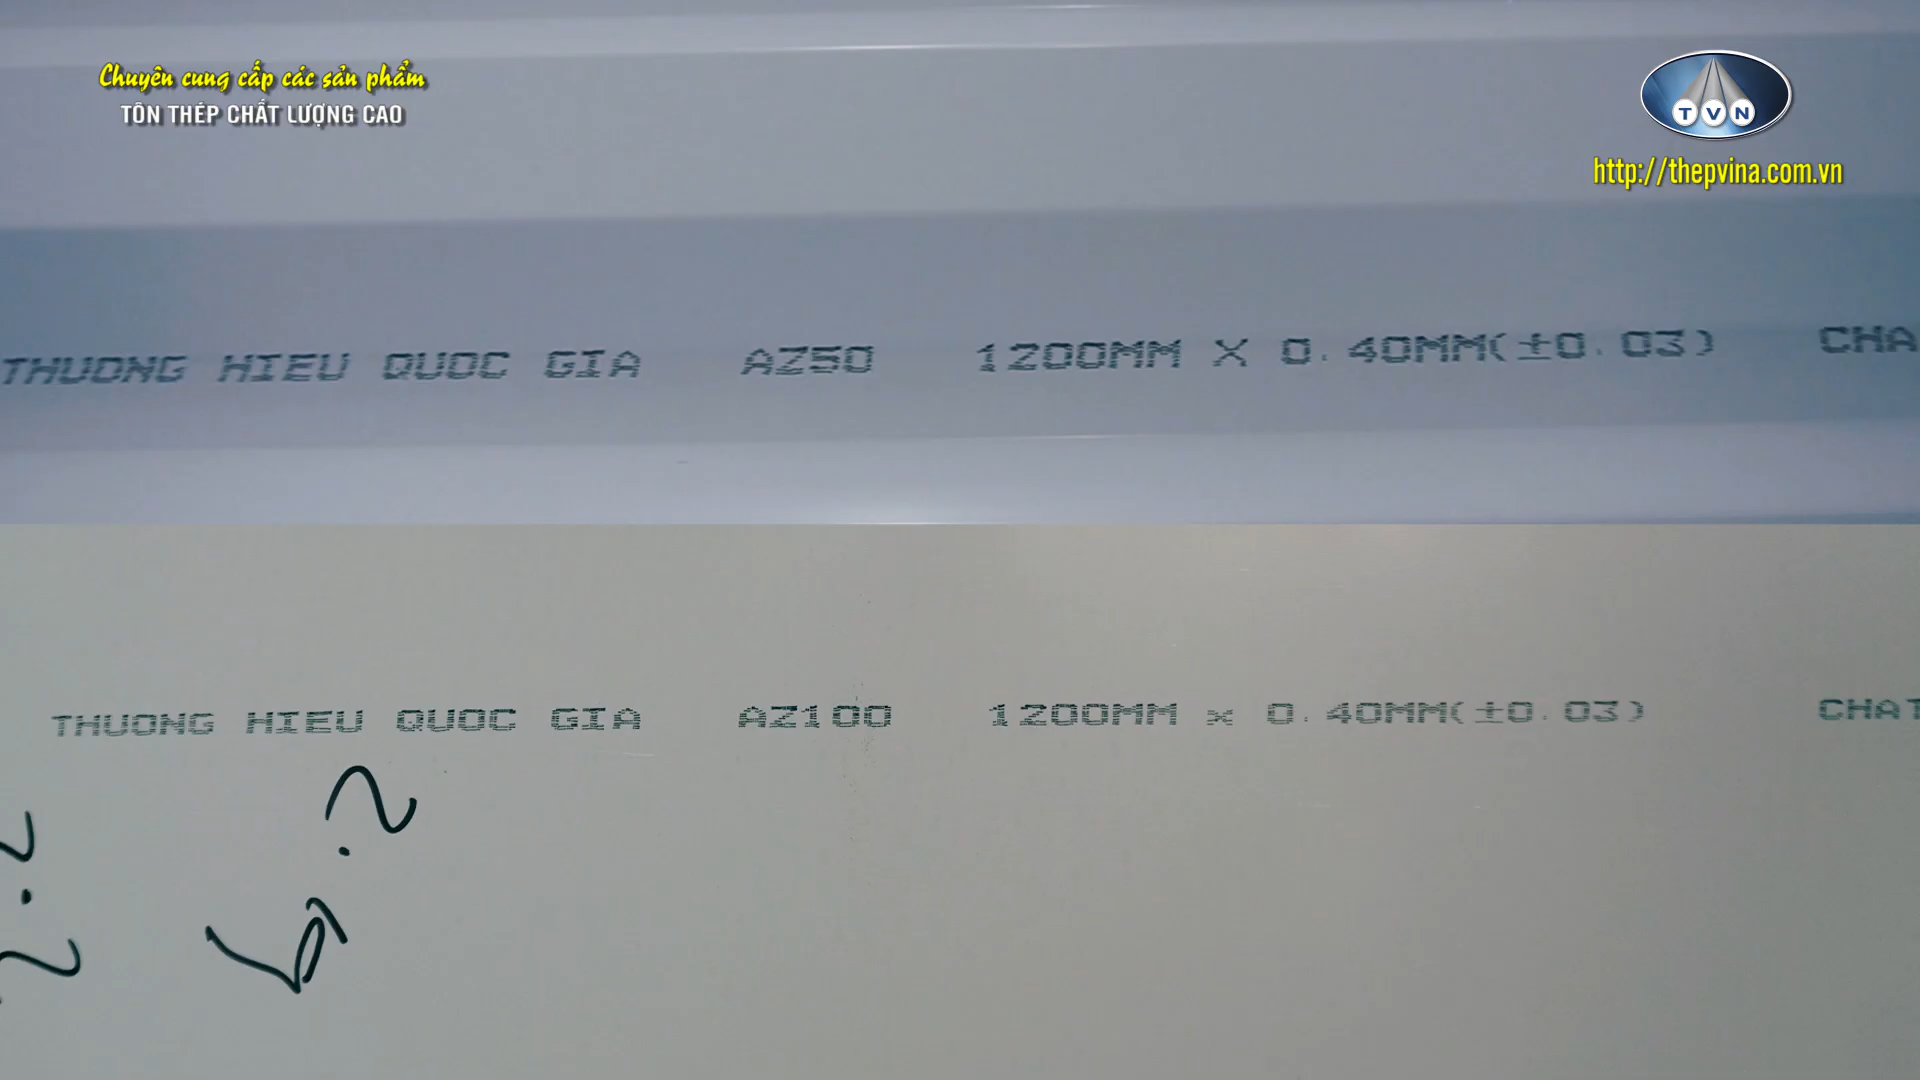 Chuyên cung cấp các sản phẩm
TÔN THÉP CHẤT LƯỢNG CAO
TVN
http://thepvina.com.vn
THUONG HIEU QUOC GIA AZ50 1200MM X 0.40MM(±0.03) CHA
THUONG HIEU QUOC GIA AZ100 1200MM x 0.40MM(±0.03) CHAT